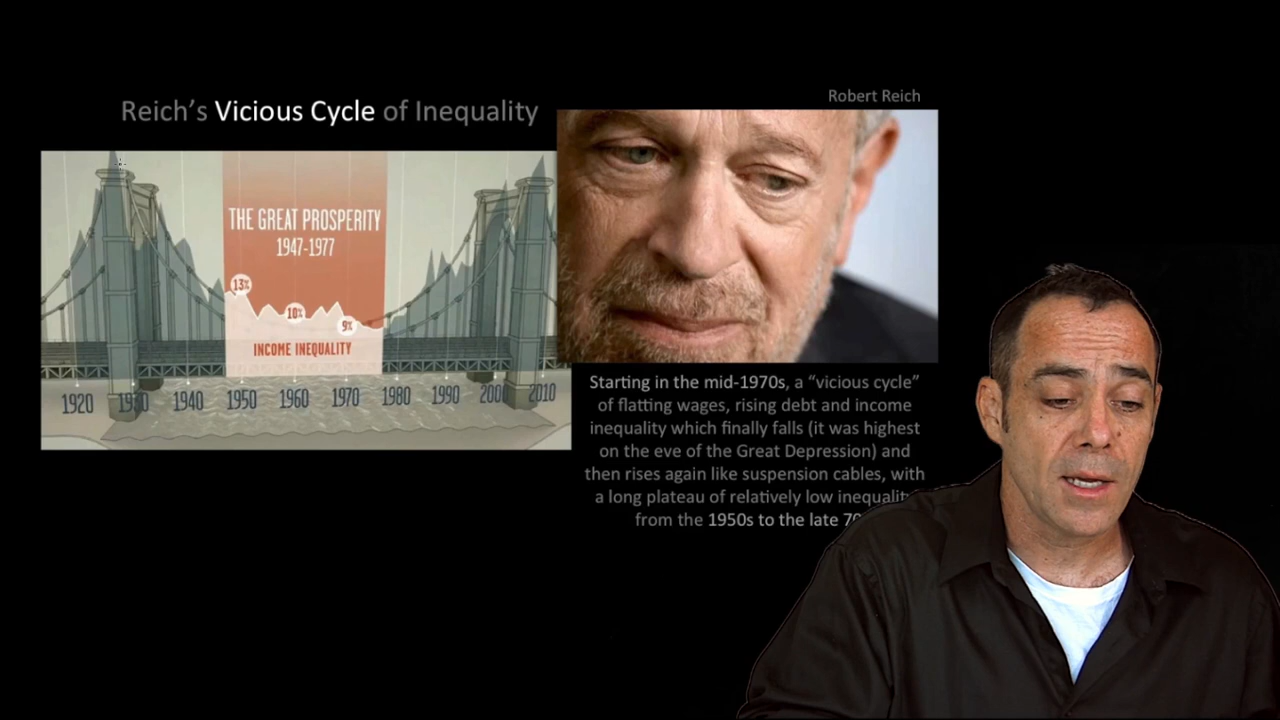 Reich's Vicious Cycle of Inequality
Robert Reich
THE GREAT PROSPERITY
1947-1977
13%
10%
9%
INCOME INEQUALITY
1920 1930 1940 1950 1960 1970 1980 1990 2000 2010
Starting in the mid-1970s, a “vicious cycle”
of flatting wages, rising debt and income
inequality which finally falls (it was highest
on the eve of the Great Depression) and
then rises again like suspension cables, with
a long plateau of relatively low inequality
from the 1950s to the late